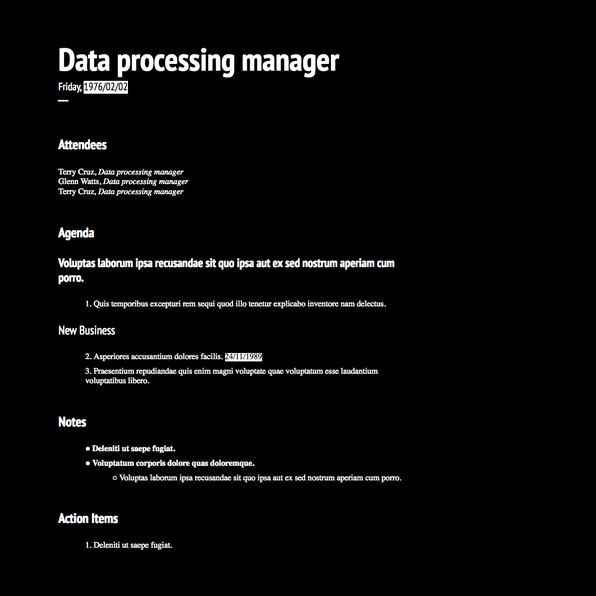 Data processing manager
Friday, 1976/02/02
Attendees
Terry Cruz, Data processing manager
Glenn Watts, Data processing manager
Terry Cruz, Data processing manager
Agenda
Voluptas laborum ipsa recusandae sit quo ipsa aut ex sed nostrum aperiam cum
porro.
1. Quis temporibus excepturi rem sequi quod illo tenetur explicabo inventore nam delectus.
New Business
2. Asperiores accusantium dolores facilis. 24/11/1989
3. Praesentium repudiandae quis enim magni voluptate quae voluptatum esse laudantium
voluptatibus libero.
Notes
● Deleniti ut saepe fugiat.
● Voluptatum corporis dolore quas doloremque.
○ Voluptas laborum ipsa recusandae sit quo ipsa aut ex sed nostrum aperiam cum porro.
Action Items
1. Deleniti ut saepe fugiat.